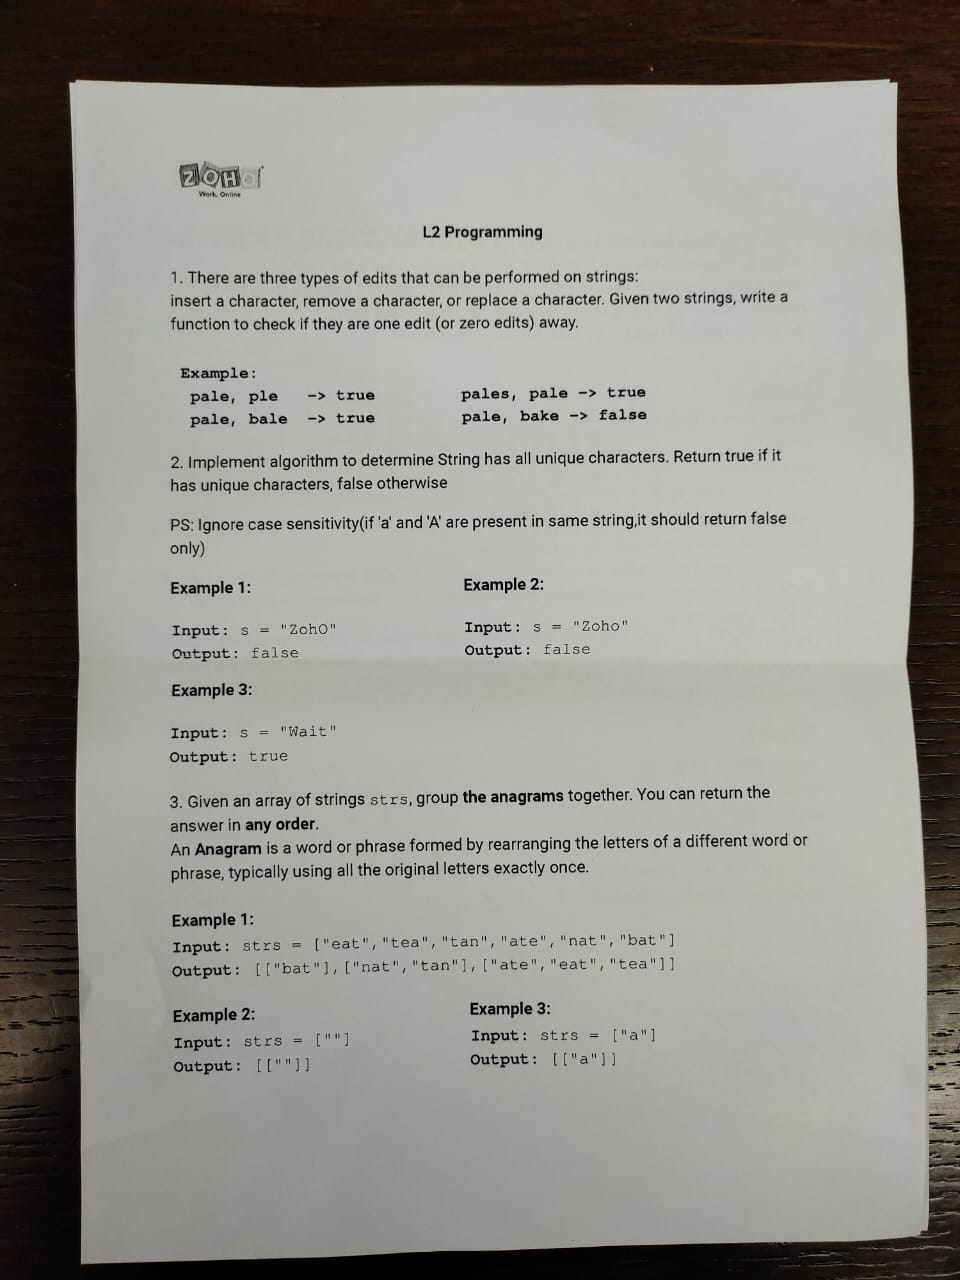 ZOHO
Work. Online
L2 Programming
1. There are three types of edits that can be performed on strings:
insert a character, remove a character, or replace a character. Given two strings, write a
function to check if they are one edit (or zero edits) away.
Example:
pale, ple -> true
pale, bale -> true
pales, pale -> true
pale, bake -> false
2. Implement algorithm to determine String has all unique characters. Return true if it
has unique characters, false otherwise
PS: Ignore case sensitivity(if 'a' and 'A' are present in same string,it should return false
only)
Example 1:
Input: s = "ZohO"
Output: false
Example 2:
Input: s = "Zoho"
Output: false
Example 3:
Input: s = "Wait"
Output: true
3. Given an array of strings strs, group the anagrams together. You can return the
answer in any order.
An Anagram is a word or phrase formed by rearranging the letters of a different word or
phrase, typically using all the original letters exactly once.
Example 1:
Input: strs = ["eat","tea","tan","ate","nat","bat"]
Output: [["bat"],["nat","tan"],["ate","eat","tea"]]
Example 2:
Input: strs = [""]
Output: [[""]]
Example 3:
Input: strs = ["a"]
Output: [["a"]]